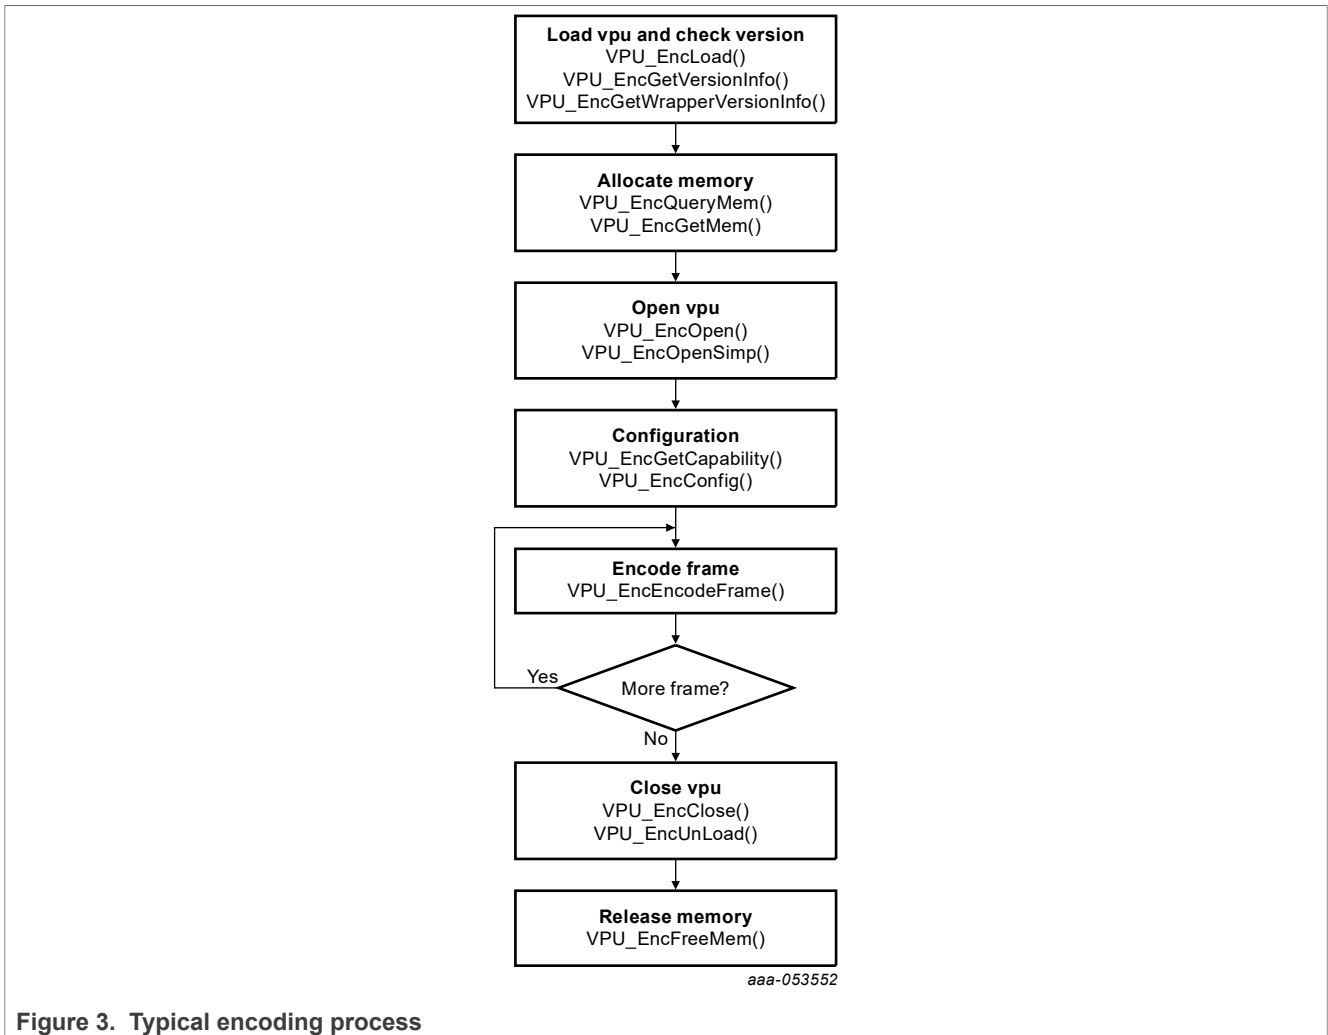 Load vpu and check version
VPU_EncLoad()
VPU_EncGetVersionInfo()
VPU_EncGetWrapperVersionInfo()
Allocate memory
VPU_EncQueryMem()
VPU_EncGetMem()
Open vpu
VPU_EncOpen()
VPU_EncOpenSimp()
Configuration
VPU_EncGetCapability()
VPU_EncConfig()
Encode frame
VPU_EncEncodeFrame()
Yes
More frame?
No
Close vpu
VPU_EncClose()
VPU_EncUnLoad()
Release memory
VPU_EncFreeMem()
aaa-053552
Figure 3. Typical encoding process